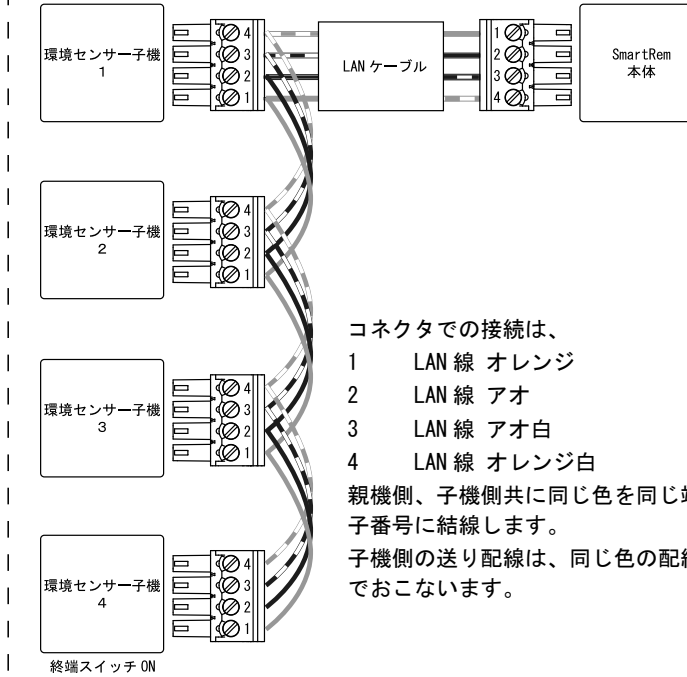 環境センサー子機
1
4
3
2
1
LAN ケーブル
1
2
3
4
SmartRem
本体
環境センサー子機
2
4
3
2
1
環境センサー子機
3
4
3
2
1
環境センサー子機
4
4
3
2
1
終端スイッチ ON
コネクタでの接続は、
1 LAN 線 オレンジ
2 LAN 線 アオ
3 LAN 線 アオ白
4 LAN 線 オレンジ白
親機側、子機側共に同じ色を同じ
子番号に結線します。
子機側の送り配線は、同じ色の配
でおこないます。